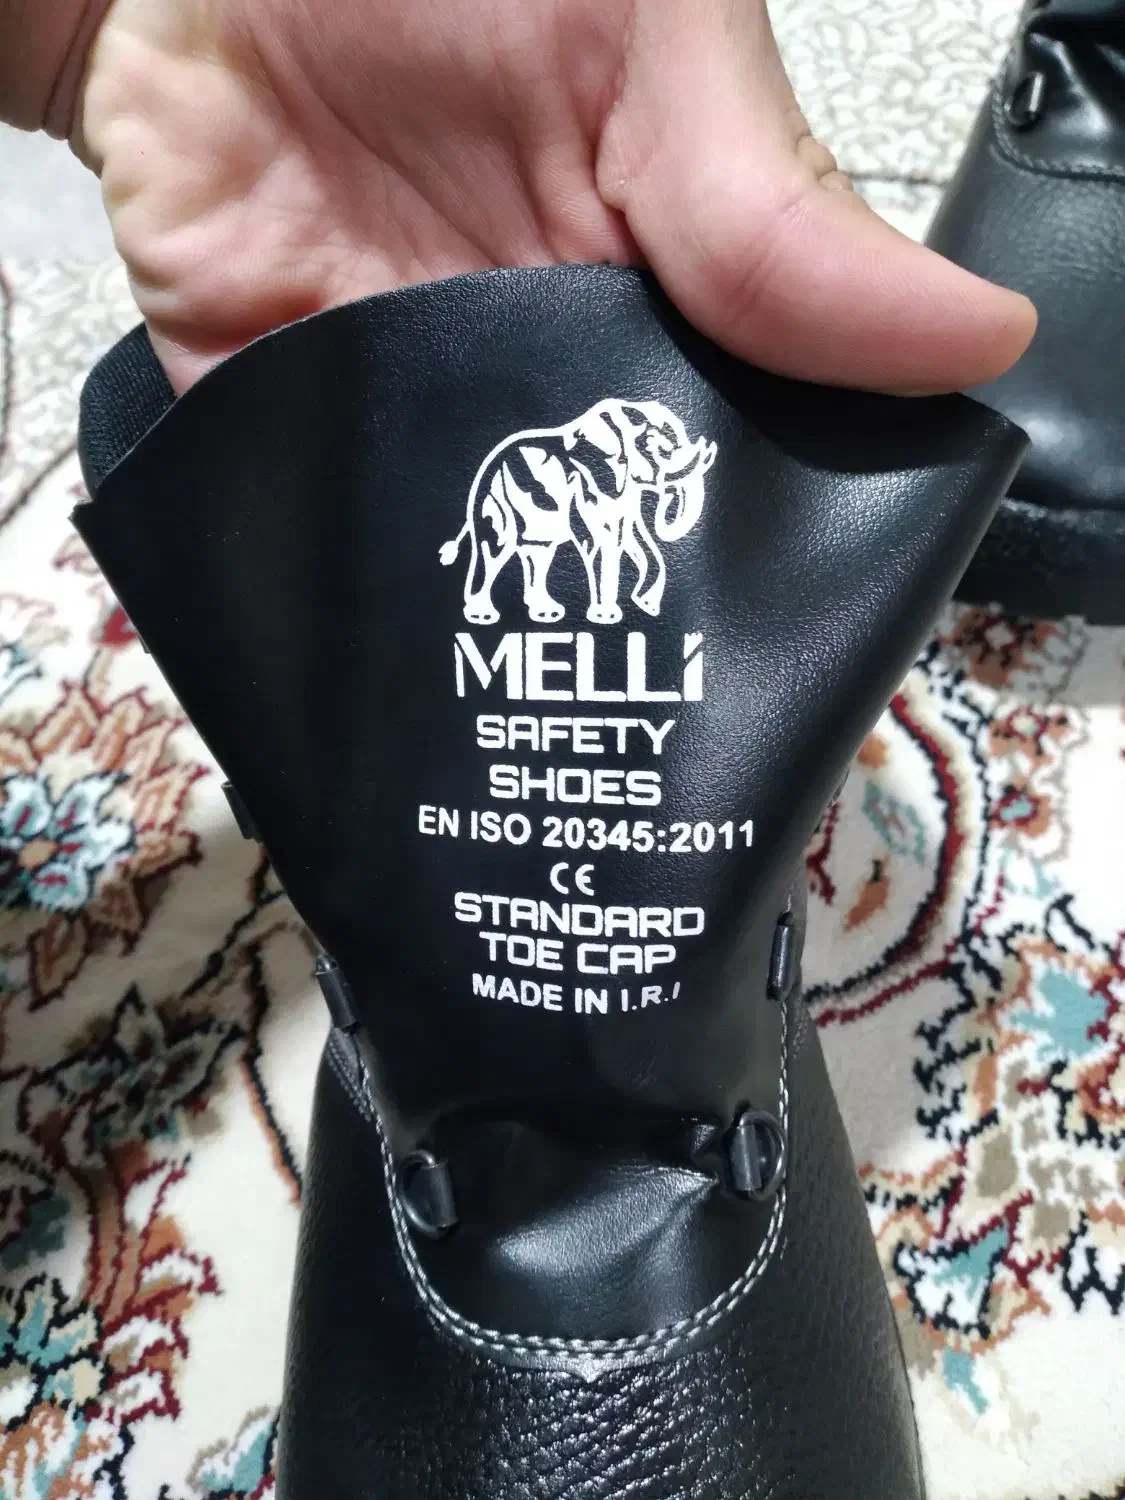 MELLi
SAFETY
SHOES
EN ISO 20345:2011
CE
STANDARD
TOE CAP
MADE IN I.R.I